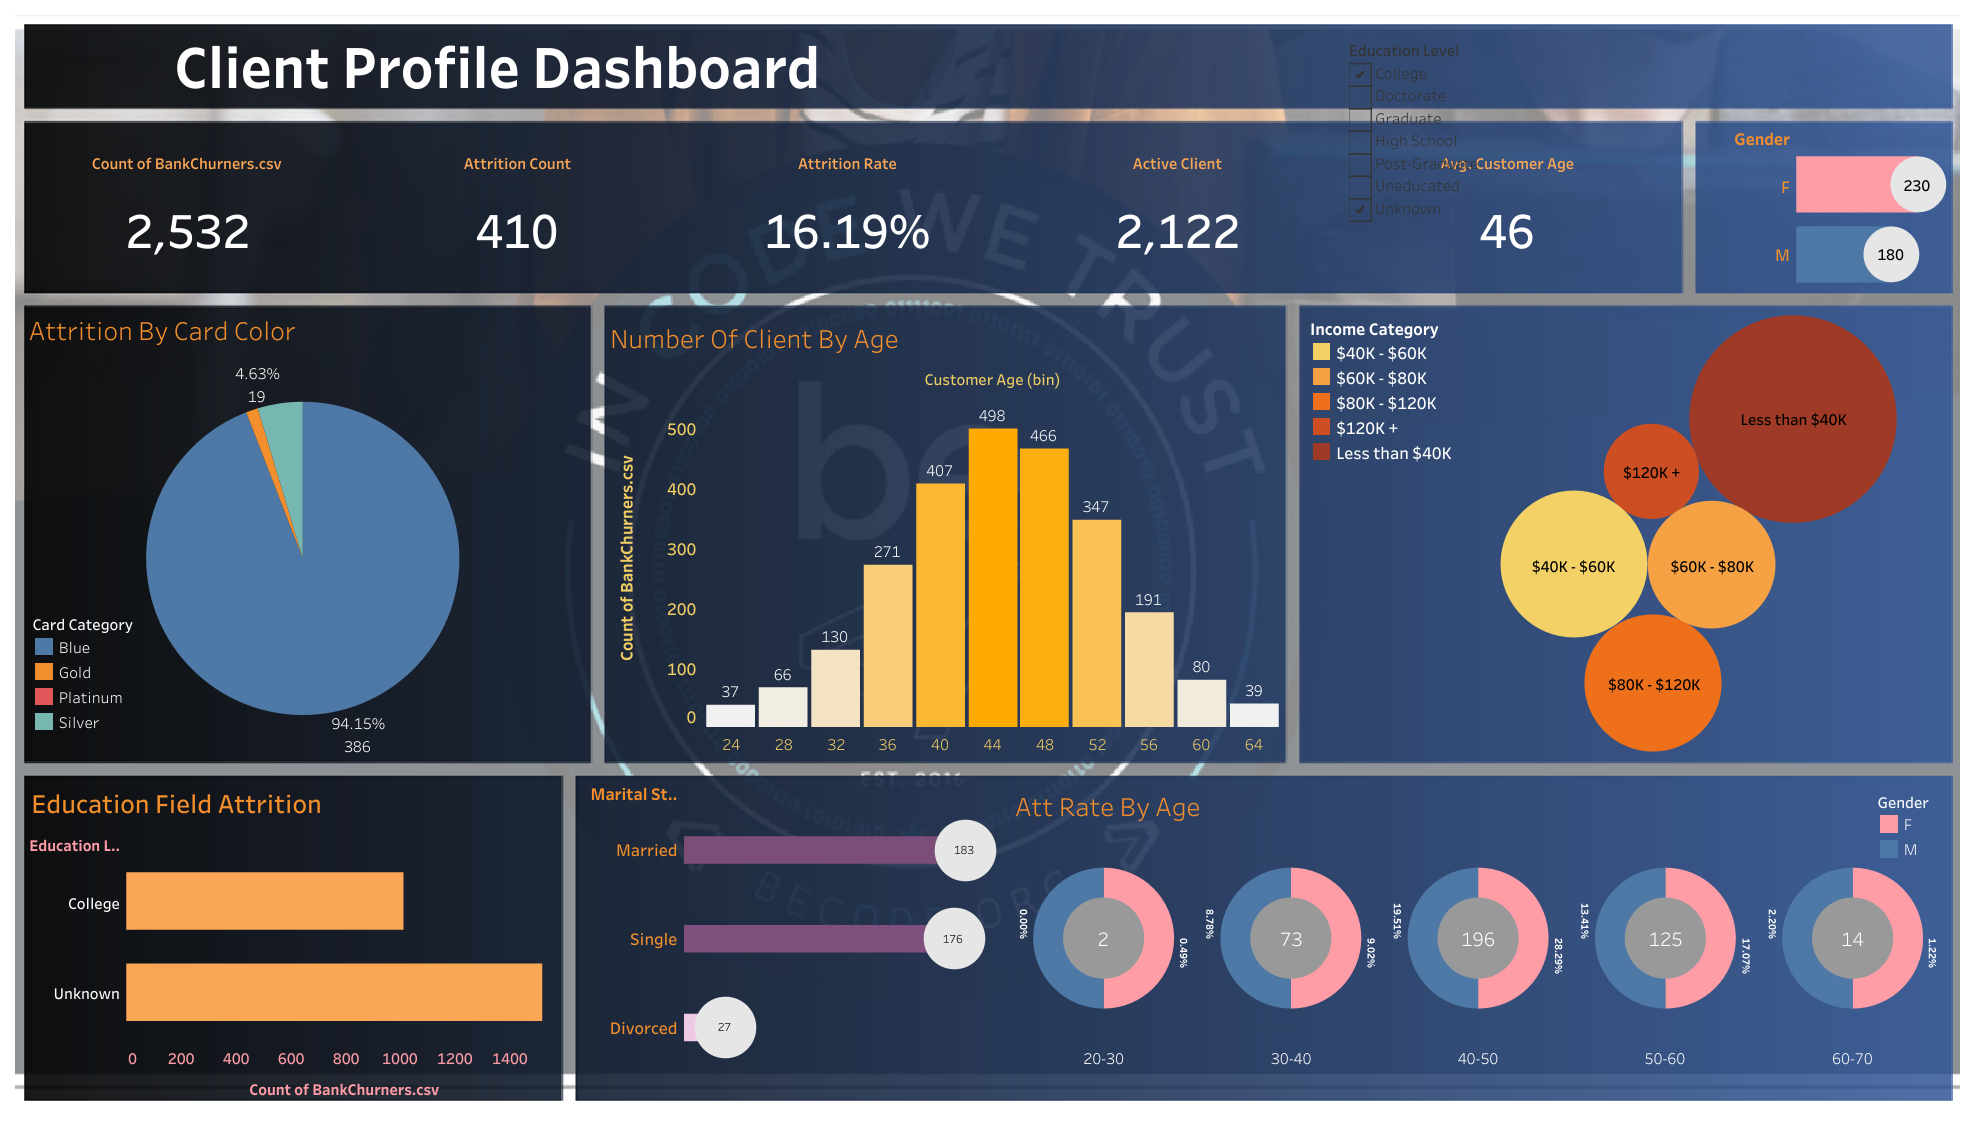 Client Profile Dashboard
Education Level
College
Doctorate
Graduate
High School
Post-Graduate
Uneducated
Unknown
Count of BankChurners.csv
2,532
Attrition Count
410
Attrition Rate
16.19%
Active Client
2,122
Avg. Customer Age
46
Gender
F
230
M
180
IN CODE WE TRUST
EST. 2016
Attrition By Card Color
4.63%
19
94.15%
386
Card Category
Blue
Gold
Platinum
Silver
Number Of Client By Age
Customer Age (bin)
Count of BankChurners.csv
500
400
300
200
100
0
37
66
130
271
407
498
466
347
191
80
39
24
28
32
36
40
44
48
52
56
60
64
Income Category
$40K - $60K
$60K - $80K
$80K - $120K
$120K +
Less than $40K
Less than $40K
$120K +
$40K - $60K
$60K - $80K
$80K - $120K
Education Field Attrition
Education L..
College
Unknown
0 200 400 600 800 1000 1200 1400
Count of BankChurners.csv
Marital St..
Married
183
Single
176
Divorced
27
Att Rate By Age
Gender
F
M
0.00%
2
0.49%
8.78%
73
9.02%
19.51%
196
28.29%
13.41%
125
17.07%
2.20%
14
1.22%
20-30
30-40
40-50
50-60
60-70